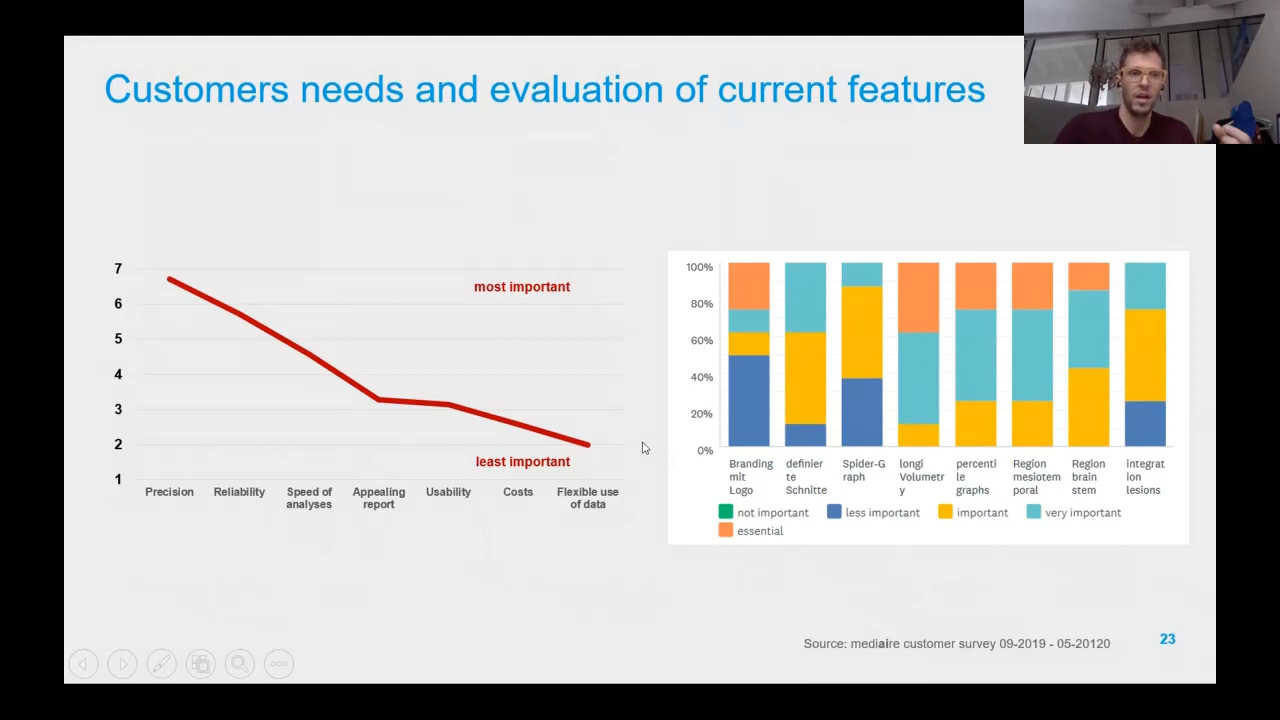 Customers needs and evaluation of current features
7
6
5
4
3
2
1
most important
least important
Precision
Reliability
Speed of
analyses
Appealing
report
Usability
Costs
Flexible use
of data
100%
80%
60%
40%
20%
0%
Branding
mit
Logo
definier
te
Schnitte
Spider-G
raph
longi
Volumetr
y
percenti
le
graphs
Region
mesiotem
poral
Region
brain
stem
integrat
ion
lesions
not important
less important
important
very important
essential
Source: mediaire customer survey 09-2019 - 05-20120
23